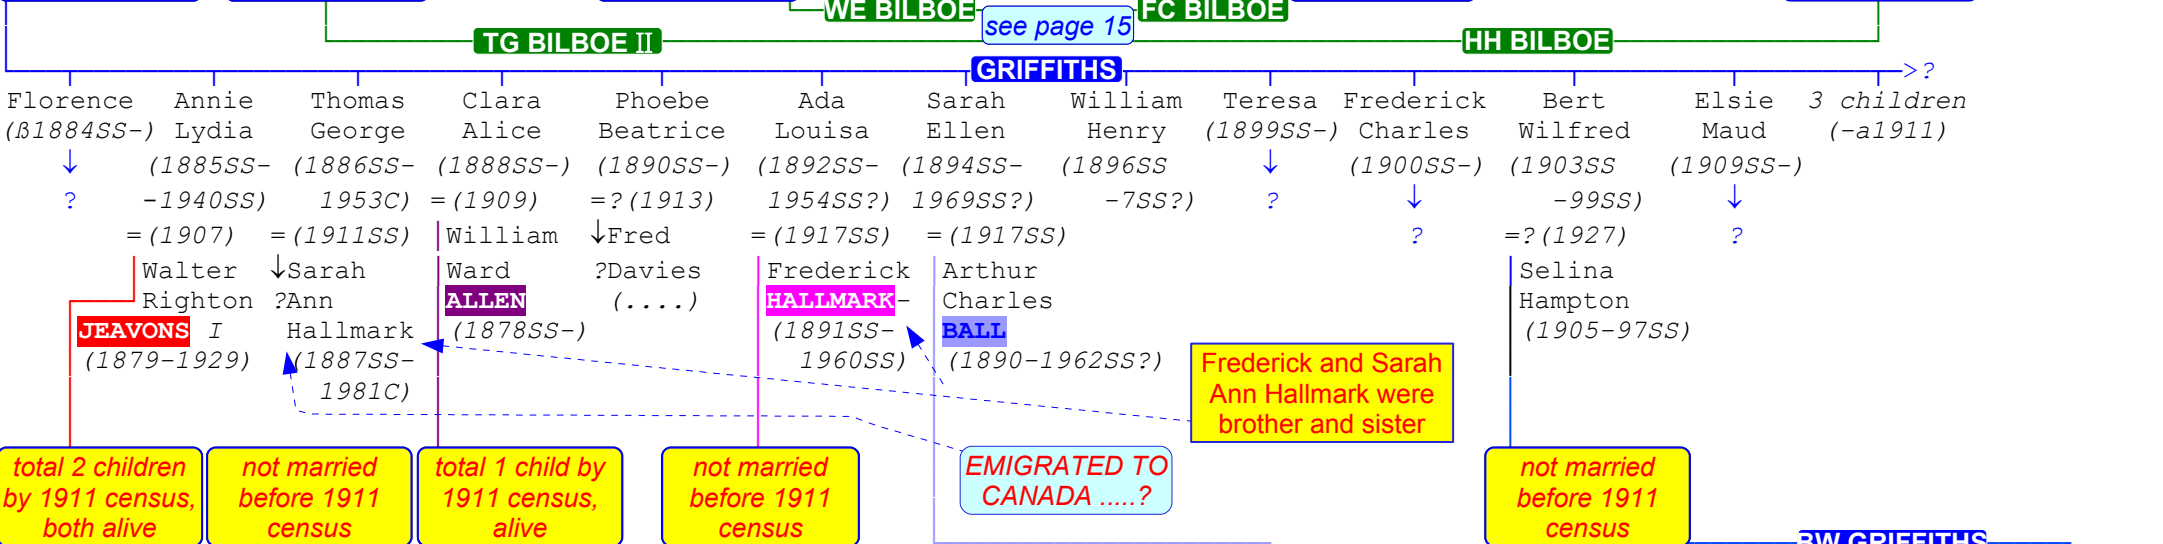 WE BILBOE
see page 15
FC BILBOE
TG BILBOE II
HH BILBOE
GRIFFITHS
>?
Florence Annie Thomas Clara Phoebe Ada Sarah William Teresa Frederick Bert Elsie 3 children
(ß1884SS-) Lydia George Alice Beatrice Louisa Ellen Henry (1899SS-) Charles Wilfred Maud (-a1911)
↓ (1885SS- (1886SS- (1888SS-) (1890SS-) (1892SS- (1894SS- (1896SS ↓ (1900SS-) (1903SS (1909SS-)
? -1940SS) 1953C) =(1909) =?(1913) 1954SS?) 1969SS?) -7SS?) ? ↓ -99SS) ↓
=(1907) =(1911SS) William ↓Fred =(1917SS) =(1917SS) ? =?(1927) ?
Walter ↓Sarah Ward ?Davies Frederick Arthur Selina
Righton ?Ann ALLEN (....) HALLMARK- Charles Hampton
JEAVONS I Hallmark (1878SS-) (1891SS- BALL (1905-97SS)
(1879-1929) (1887SS- 1960SS) (1890-1962SS?)
1981C)
Frederick and Sarah
Ann Hallmark were
brother and sister
total 2 children
by 1911 census,
both alive
not married
before 1911
census
total 1 child by
1911 census,
alive
not married
before 1911
census
EMIGRATED TO
CANADA .....?
not married
before 1911
census
BW GRIFFITHS